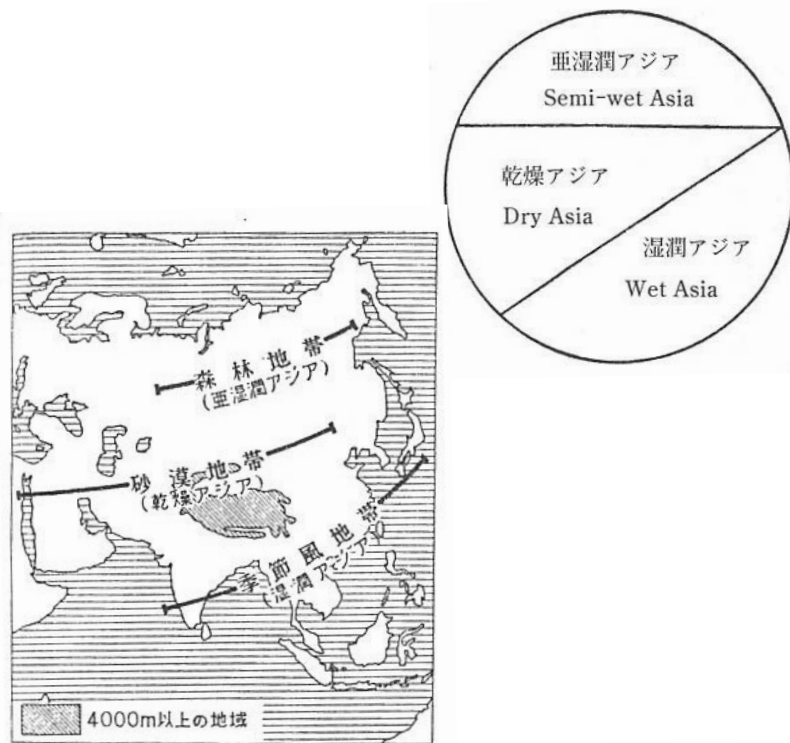 亜湿潤アジア
Semi-wet Asia
乾燥アジア
Dry Asia
湿潤アジア
Wet Asia
森林地帯
(亜湿潤アジア)
砂漠地帯
(乾燥アジア)
季節風地帯
(湿潤アジア)
4000m以上の地域